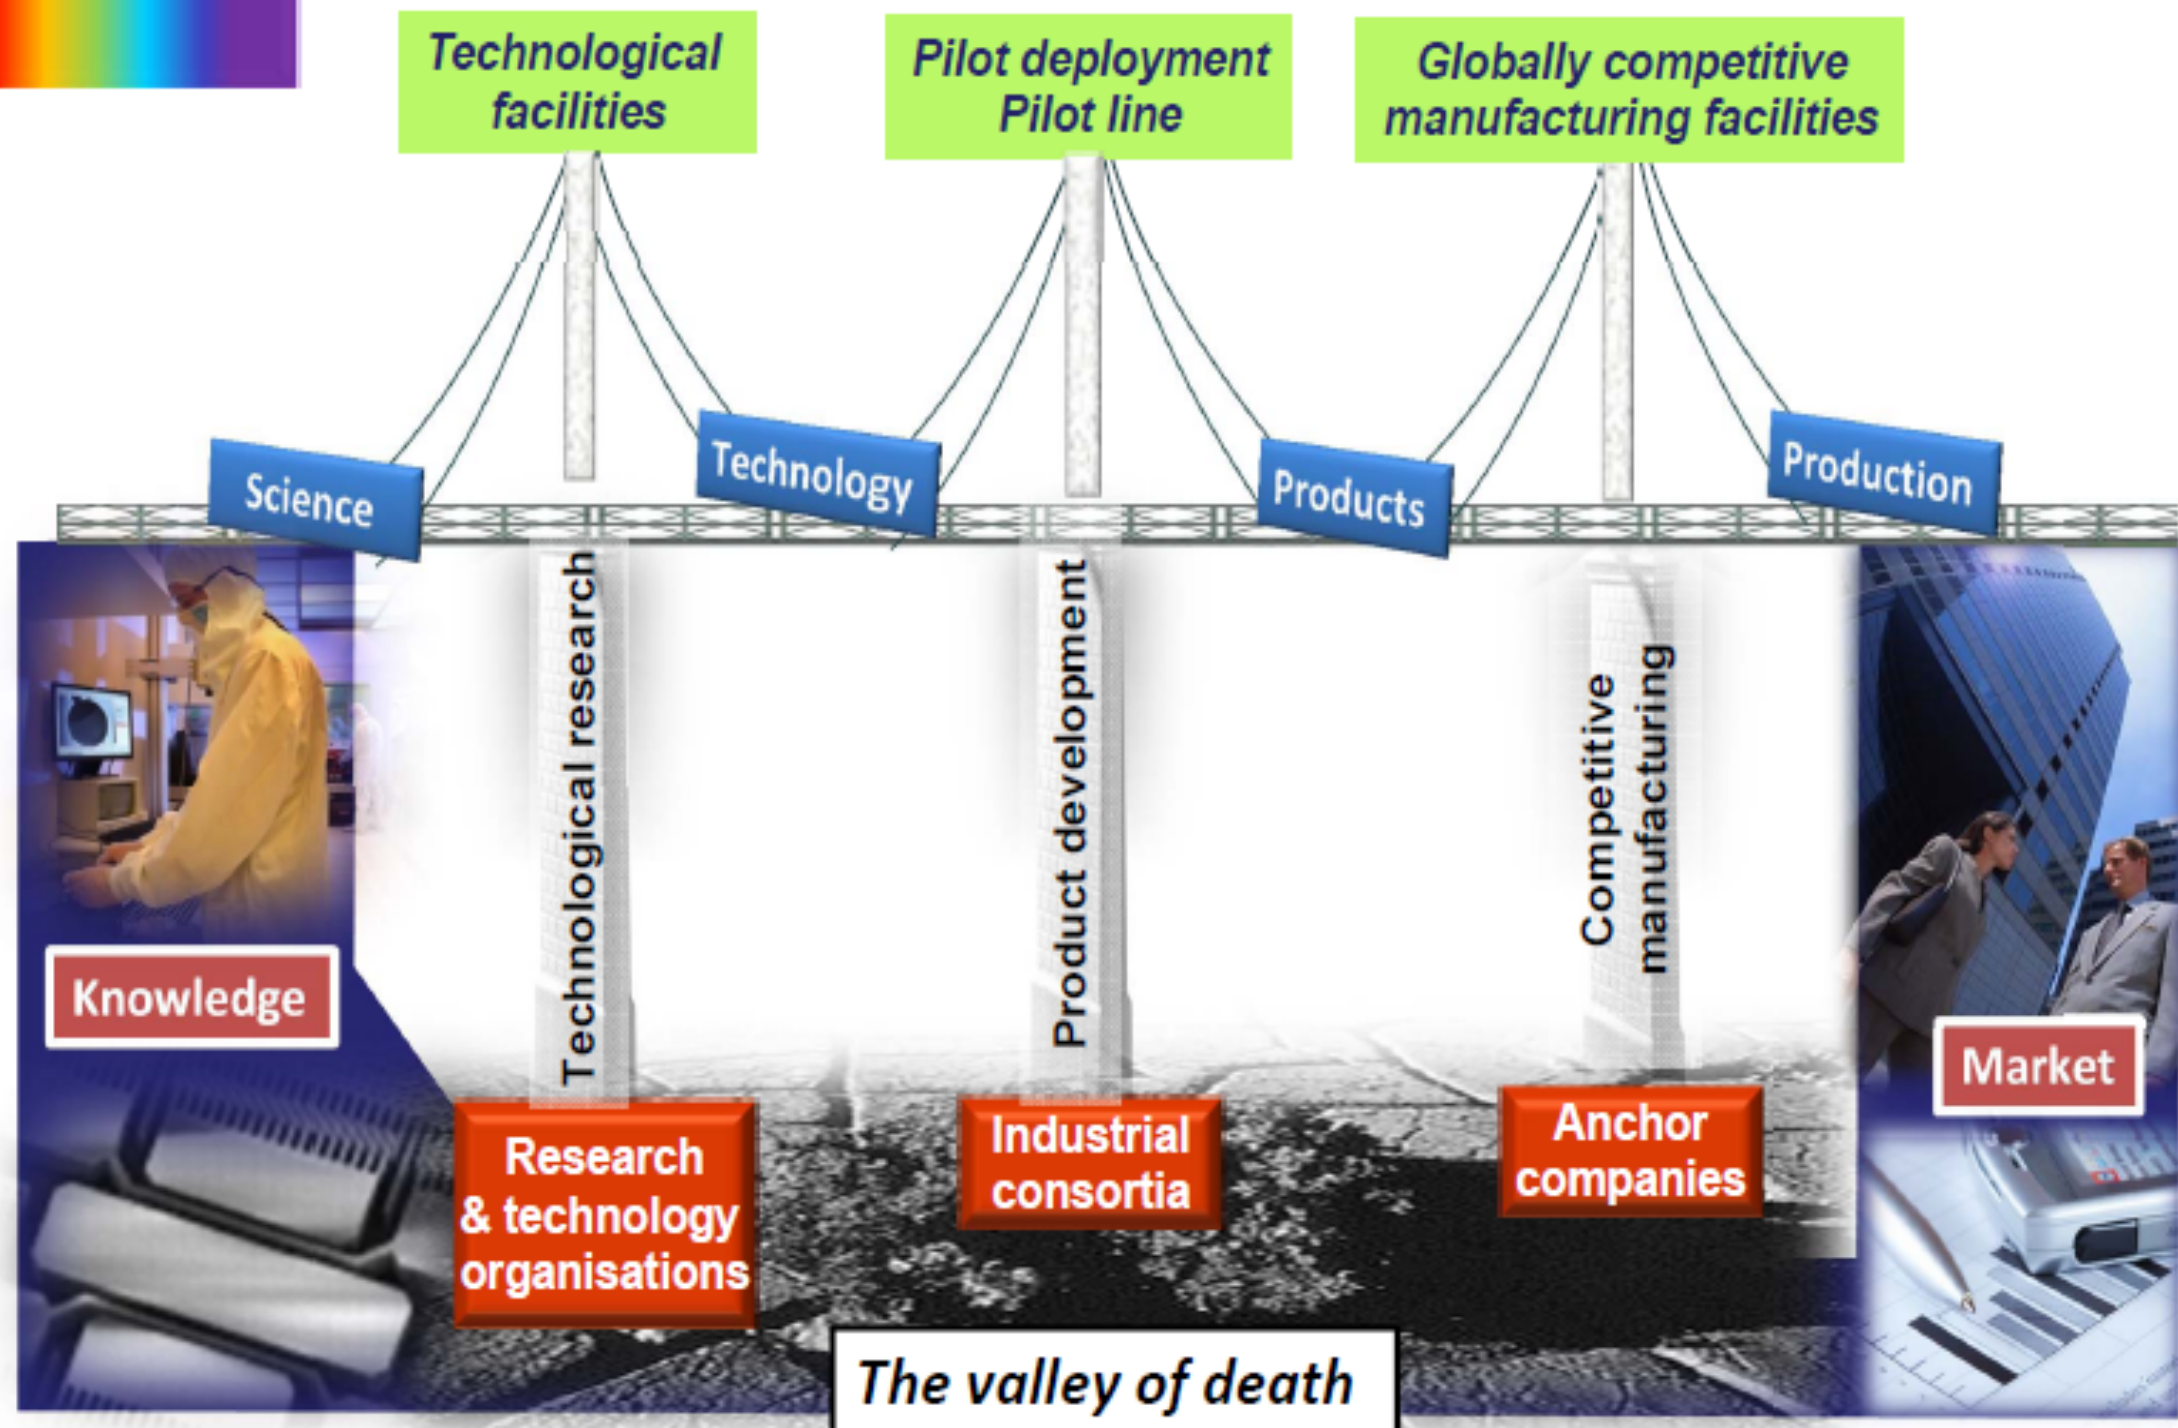 Technological
facilities
Pilot deployment
Pilot line
Globally competitive
manufacturing facilities
Science
Technology
Products
Production
Technological research
Product development
Competitive
manufacturing
Knowledge
Market
Research
& technology
organisations
Industrial
consortia
Anchor
companies
The valley of death